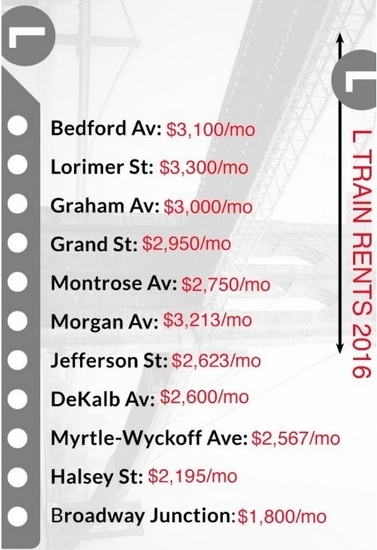 L
L
Bedford Av: $3,100/mo
Lorimer St: $3,300/mo
Graham Av: $3,000/mo
Grand St: $2,950/mo
Montrose Av: $2,750/mo
Morgan Av: $3,213/mo
Jefferson St: $2,623/mo
DeKalb Av: $2,600/mo
Myrtle-Wyckoff Ave: $2,567/mo
Halsey St: $2,195/mo
Broadway Junction:$1,800/mo
L TRAIN RENTS 2016